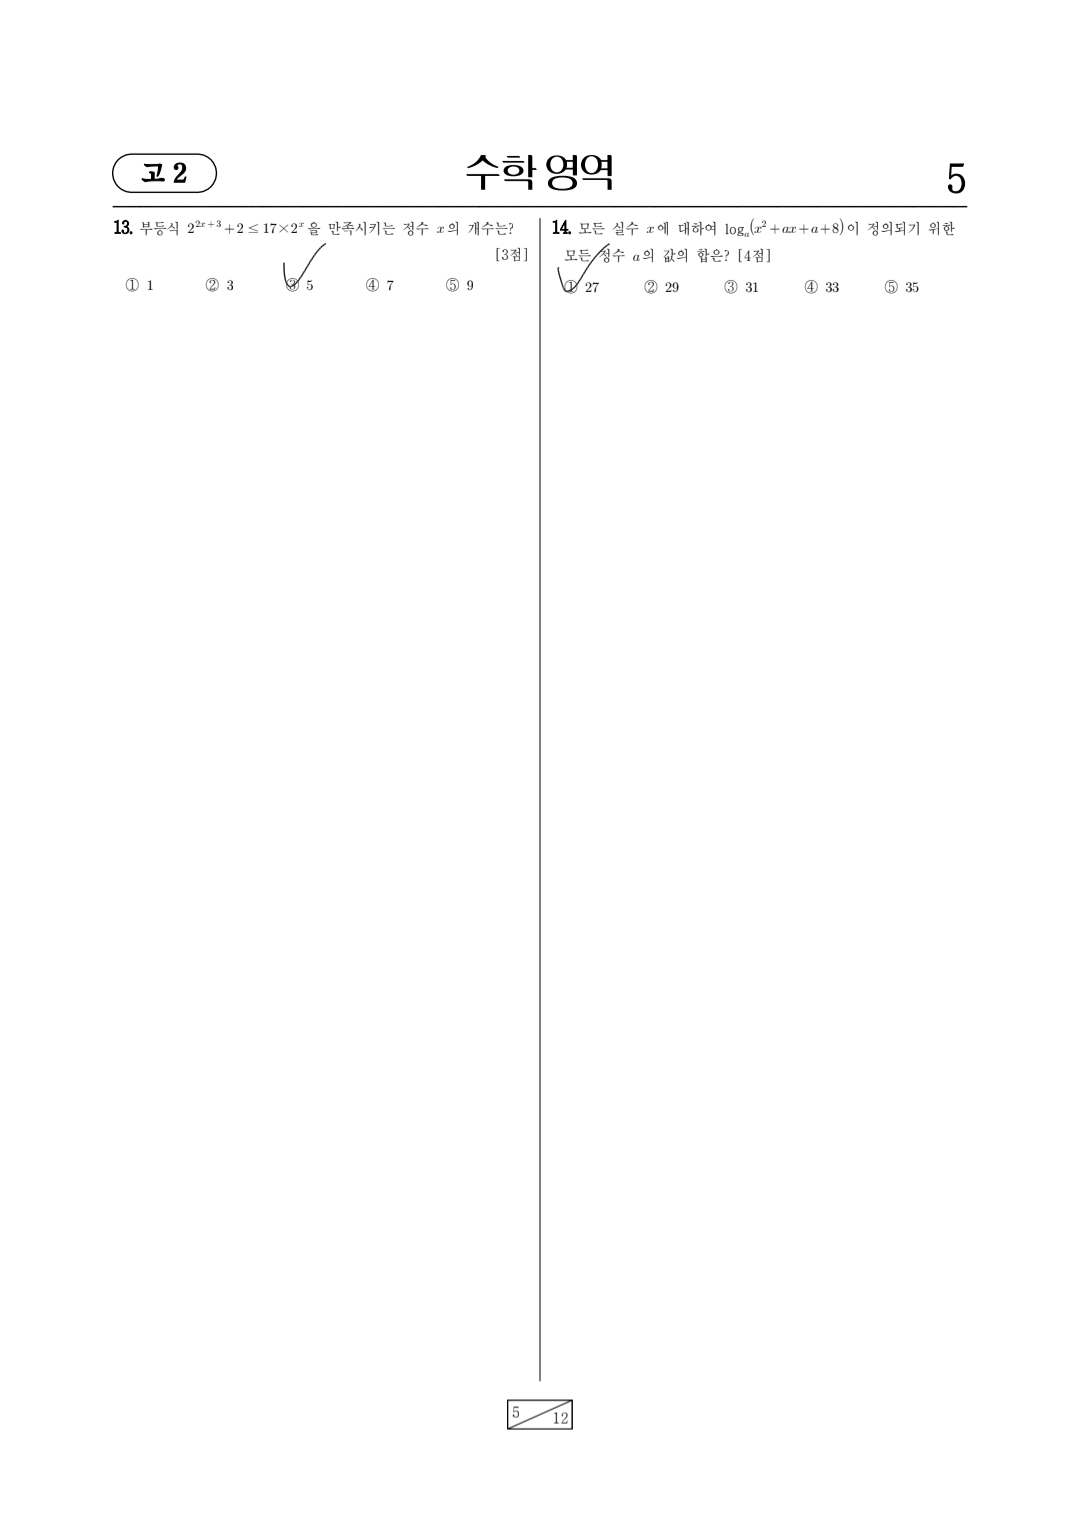 고 2
수학 영역
5
13. 부등식 2^{2x+3}+2≤17×2^x을 만족시키는 정수 x의 개수는?
[3점]
① 1 ② 3 ③ 5 ④ 7 ⑤ 9
14. 모든 실수 x에 대하여 log_a(x^2+ax+a+8)이 정의되기 위한
모든 정수 a의 값의 합은? [4점]
① 27 ② 29 ③ 31 ④ 33 ⑤ 35
5 12